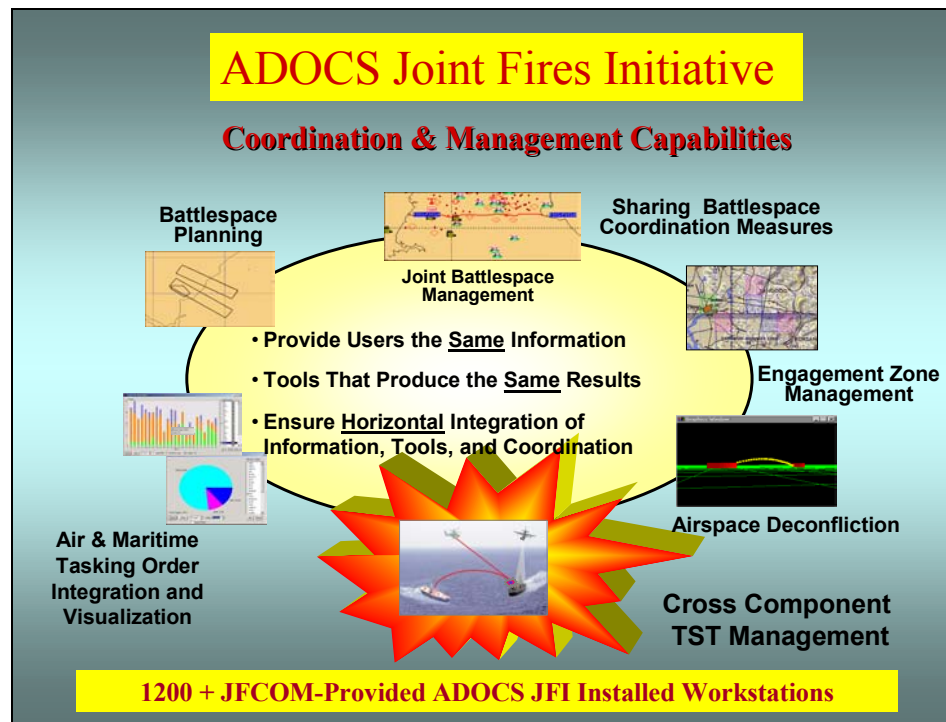 ADOCS Joint Fires Initiative
Coordination & Management Capabilities
Battlespace
Planning
Sharing Battlespace
Coordination Measures
Joint Battlespace
Management
• Provide Users the Same Information
• Tools That Produce the Same Results
• Ensure Horizontal Integration of
Information, Tools, and Coordination
Engagement Zone
Management
Airspace Deconfliction
Air & Maritime
Tasking Order
Integration and
Visualization
Cross Component
TST Management
1200 + JFCOM-Provided ADOCS JFI Installed Workstations